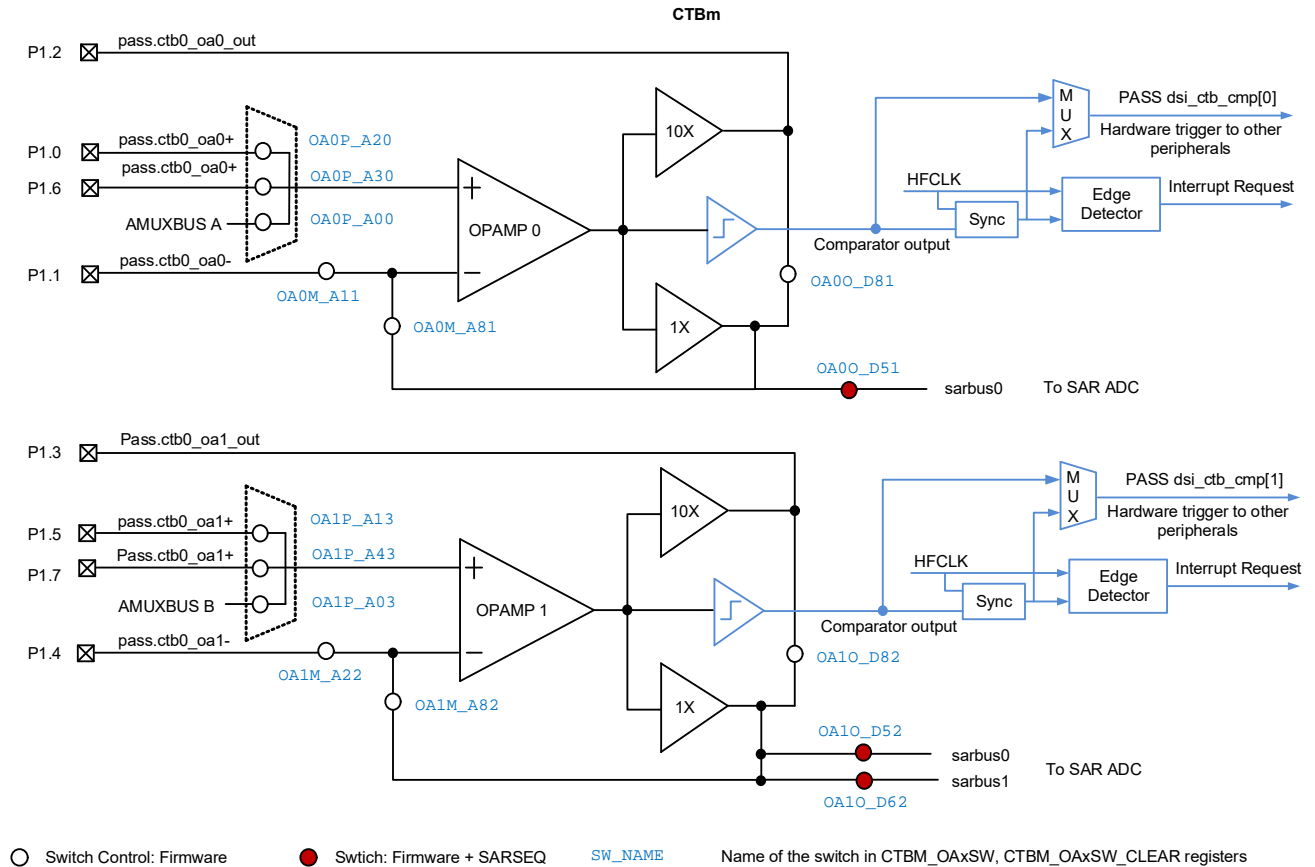 CTBm
P1.2
pass.ctb0_oa0_out
P1.0
pass.ctb0_oa0+
OA0P_A20
P1.6
pass.ctb0_oa0+
OA0P_A30
AMUXBUS A
OA0P_A00
P1.1
pass.ctb0_oa0-
OA0M_A11
OA0M_A81
+
OPAMP 0
−
10X
1X
Comparator output
OA0O_D81
OA0O_D51
sarbus0
To SAR ADC
HFCLK
Sync
Edge
Detector
M
U
X
PASS dsi_ctb_cmp[0]
Hardware trigger to other
peripherals
Interrupt Request
P1.3
Pass.ctb0_oa1_out
P1.5
pass.ctb0_oa1+
OA1P_A13
P1.7
Pass.ctb0_oa1+
OA1P_A43
AMUXBUS B
OA1P_A03
P1.4
pass.ctb0_oa1-
OA1M_A22
OA1M_A82
+
OPAMP 1
−
10X
1X
Comparator output
OA1O_D82
OA1O_D52
sarbus0
OA1O_D62
sarbus1
To SAR ADC
HFCLK
Sync
Edge
Detector
M
U
X
PASS dsi_ctb_cmp[1]
Hardware trigger to other
peripherals
Interrupt Request
Switch Control: Firmware
Swtich: Firmware + SARSEQ
SW_NAME
Name of the switch in CTBM_OAxSW, CTBM_OAxSW_CLEAR registers